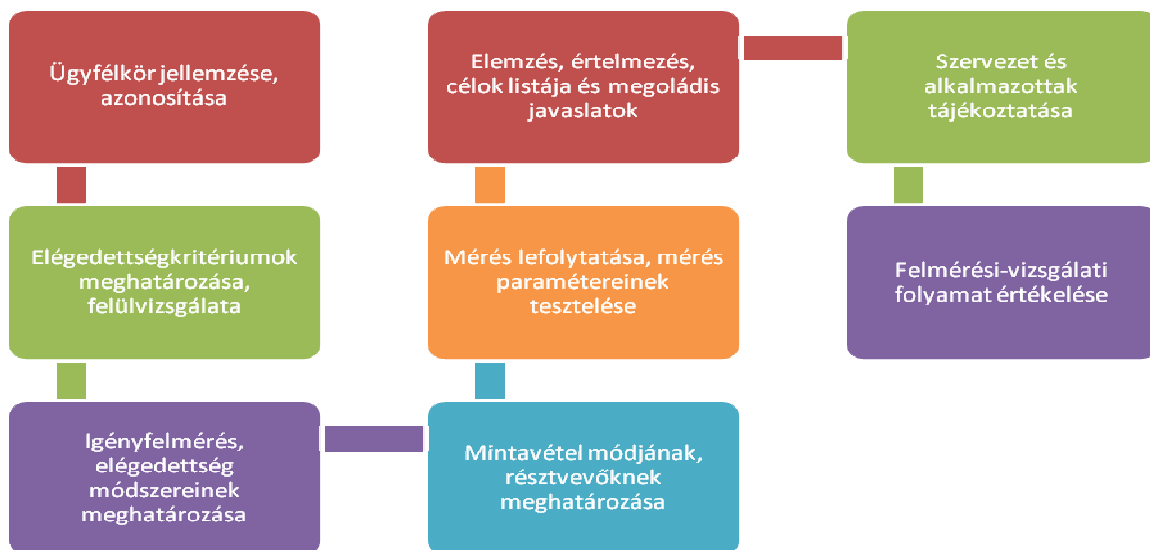 Ügyfélkör jellemzése,
azonosítása
Elégedettségkritériumok
meghatározása,
felülvizsgálata
Igényfelmérés,
elégedettség
módszereinek
meghatározása
Mintavétel módjának,
résztvevőknek
meghatározása
Mérés lefolytatása, mérés
paramétereinek
tesztelése
Elemzés, értelmezés,
célok listája és megoládis
javaslatok
Szervezet és
alkalmazottak
tájékoztatása
Felmérési-vizsgálati
folyamat értékelése